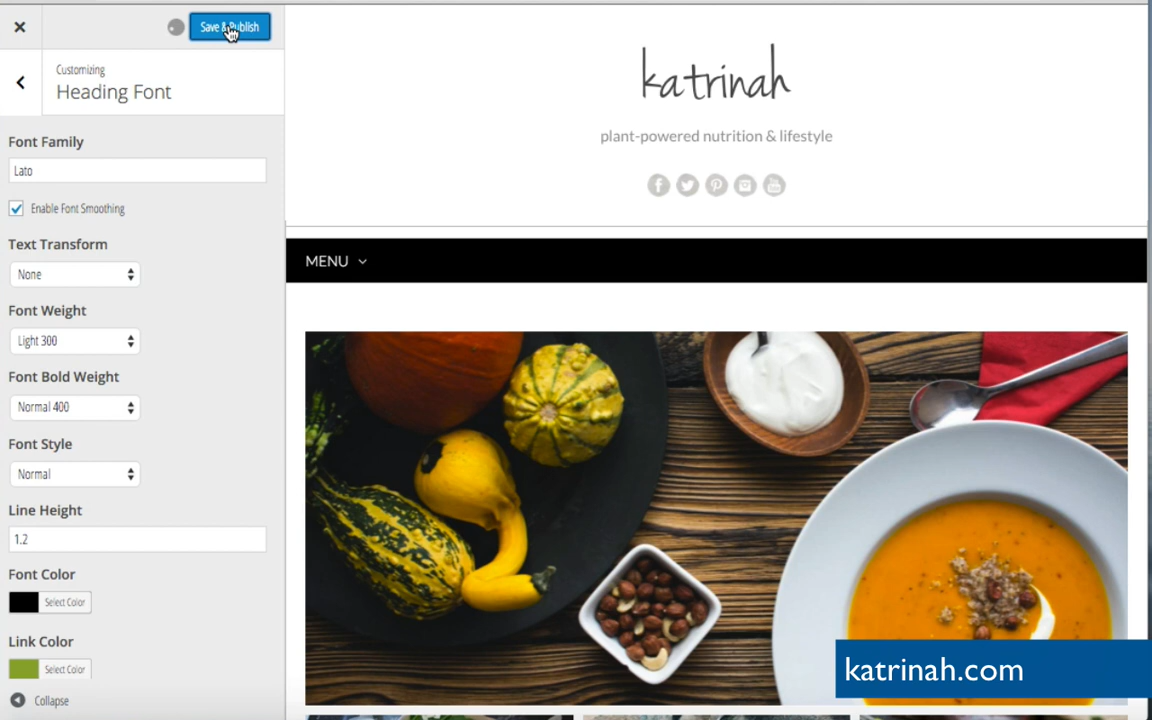 Save & Publish
Customizing
Heading Font
Font Family
Lato
Enable Font Smoothing
Text Transform
None
Font Weight
Light 300
Font Bold Weight
Normal 400
Font Style
Normal
Line Height
1.2
Font Color
Select Color
Link Color
Select Color
Collapse
katrinah
plant-powered nutrition & lifestyle
MENU
katrinah.com